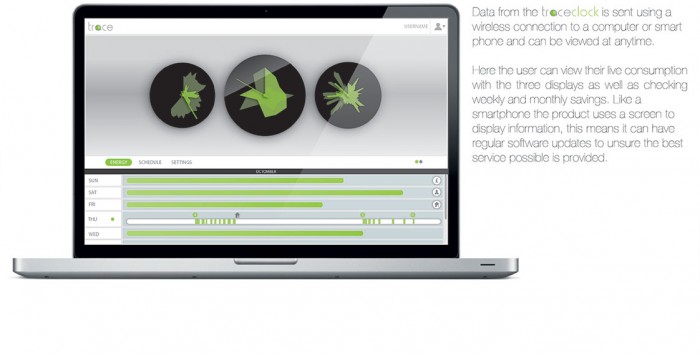 trace
USERNAME
ENERGY SCHEDULE SETTINGS
OCTOMBER
SUN
SAT
FRI
THU
WED
Data from the traceclock is sent using a
wireless connection to a computer or smart
phone and can be viewed at anytime.
Here the user can view their live consumption
with the three displays as well as checking
weekly and monthly savings. Like a
smartphone the product uses a screen to
display information, this means it can have
regular software updates to unsure the best
service possible is provided.